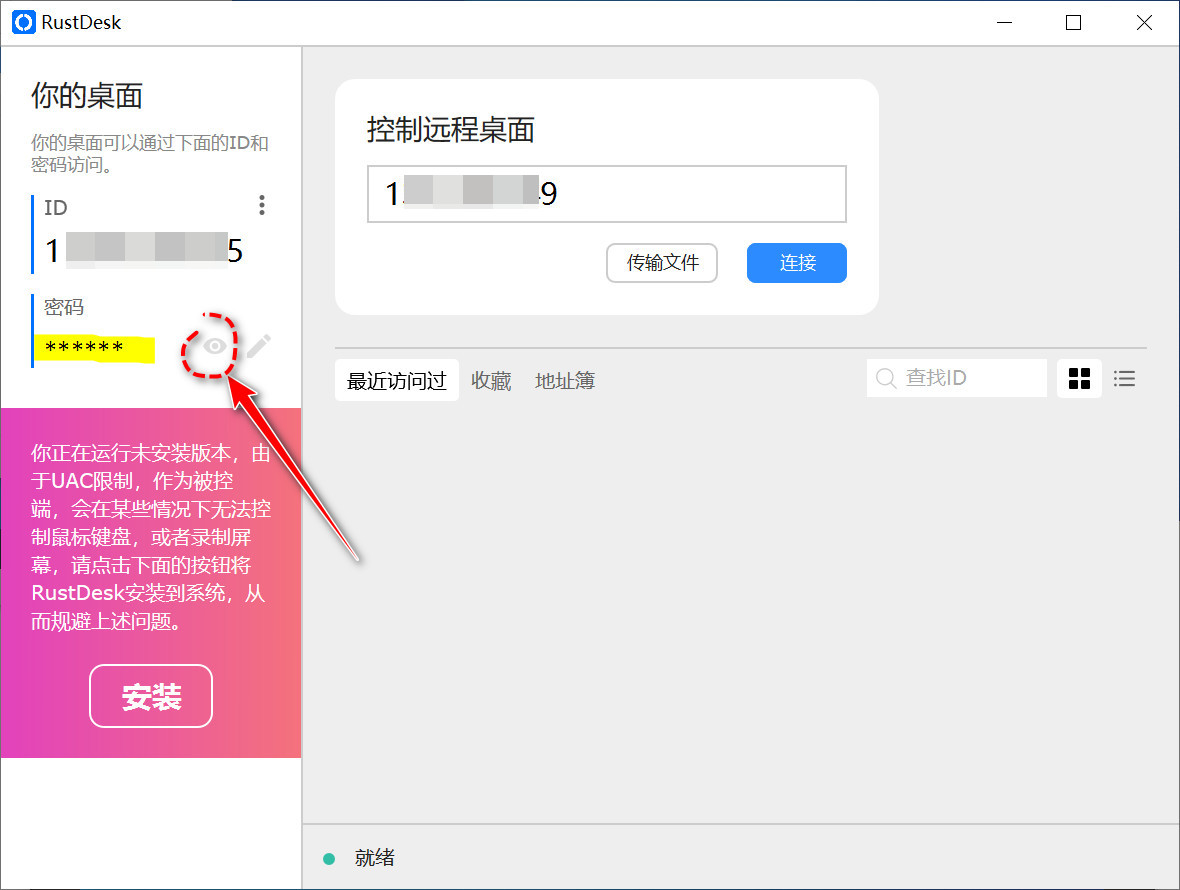 RustDesk
你的桌面
你的桌面可以通过下面的ID和
密码访问。
ID
1 5
密码
******
你正在运行未安装版本，由
于UAC限制，作为被控
端，会在某些情况下无法控
制鼠标键盘，或者录制屏
幕，请点击下面的按钮将
RustDesk安装到系统，从
而规避上述问题。
安装
控制远程桌面
1 9
传输文件
连接
最近访问过
收藏
地址簿
查找ID
就绪